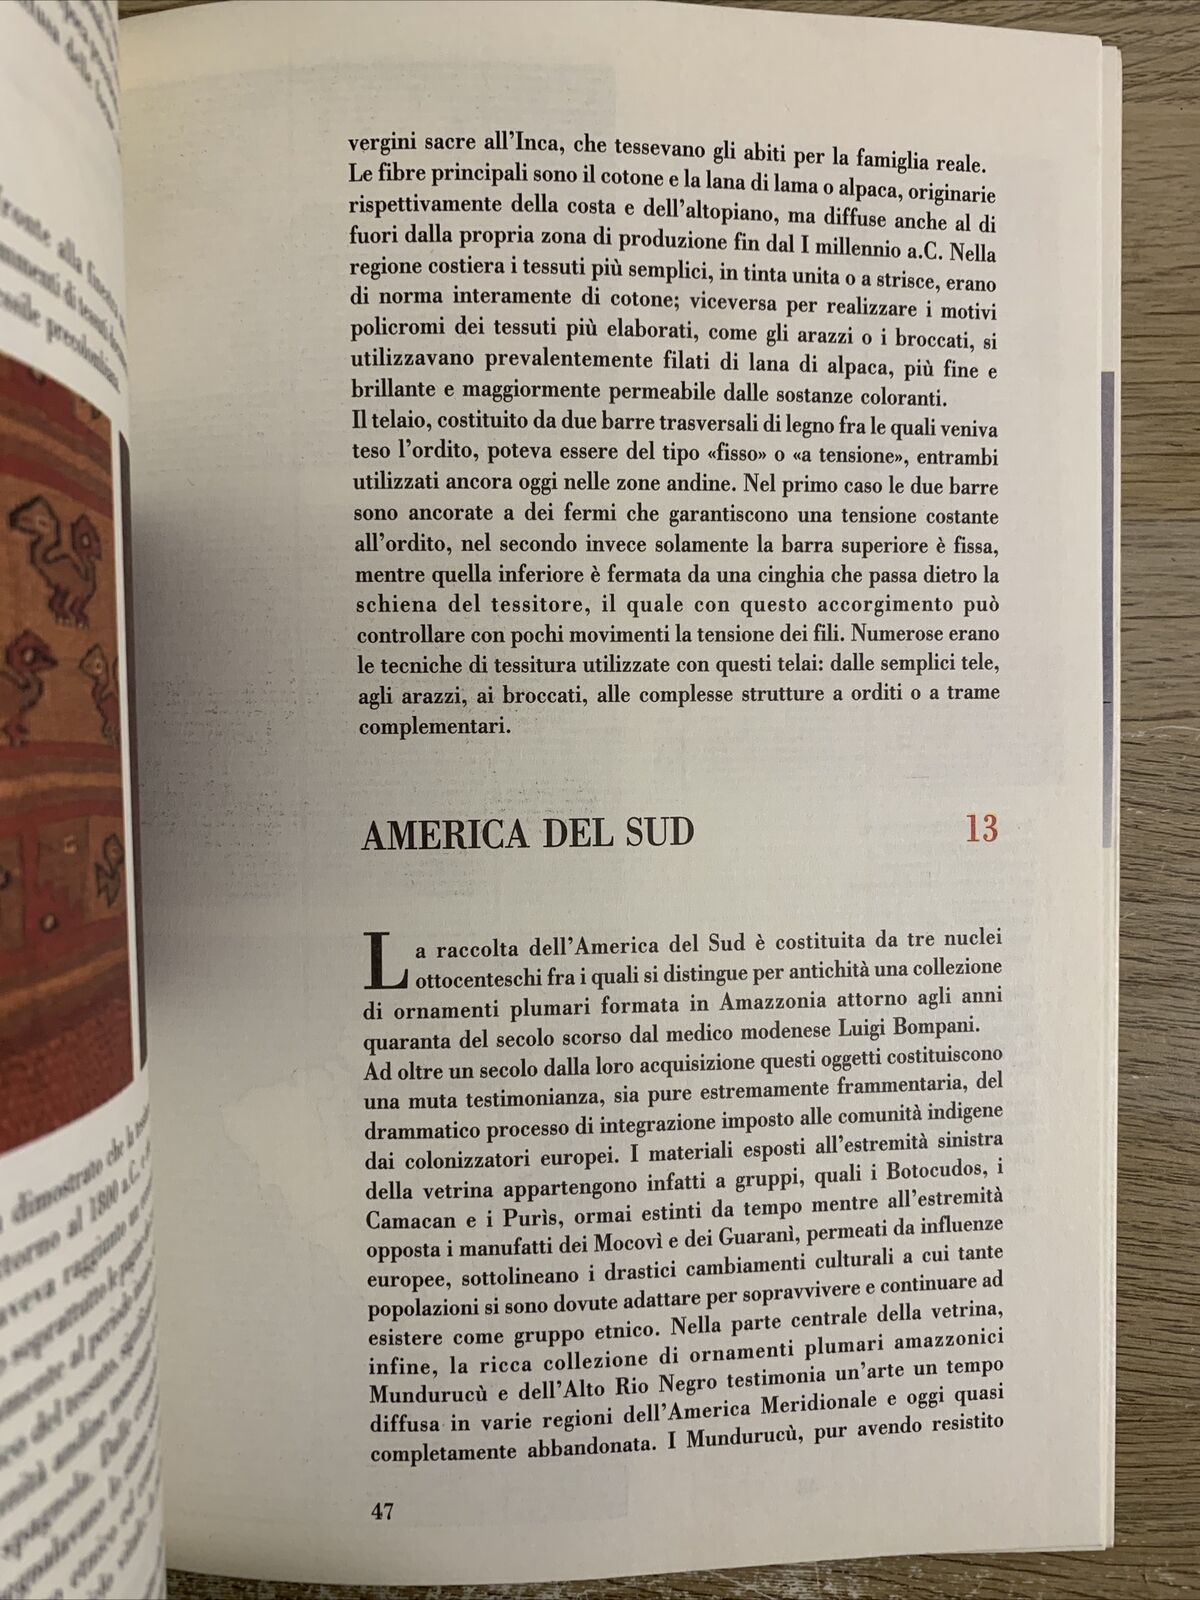 fronte alla
dimostrato che la
attorno al 1800 a.C.
aveva raggiunto un
soprattutto
vergini sacre all'Inca, che tessevano gli abiti per la famiglia reale.
Le fibre principali sono il cotone e la lana di lama o alpaca, originarie
rispettivamente della costa e dell'altopiano, ma diffuse anche al di
fuori dalla propria zona di produzione fin dal I millennio a.C. Nella
regione costiera i tessuti più semplici, in tinta unita o a strisce, erano
di norma interamente di cotone; viceversa per realizzare i motivi
policromi dei tessuti più elaborati, come gli arazzi o i broccati, si
utilizzavano prevalentemente filati di lana di alpaca, più fine e
brillante e maggiormente permeabile dalle sostanze coloranti.
Il telaio, costituito da due barre trasversali di legno fra le quali veniva
teso l'ordito, poteva essere del tipo «fisso» o «a tensione», entrambi
utilizzati ancora oggi nelle zone andine. Nel primo caso le due barre
sono ancorate a dei fermi che garantiscono una tensione costante
all'ordito, nel secondo invece solamente la barra superiore è fissa,
mentre quella inferiore è fermata da una cinghia che passa dietro la
schiena del tessitore, il quale con questo accorgimento può
controllare con pochi movimenti la tensione dei fili. Numerose erano
le tecniche di tessitura utilizzate con questi telai: dalle semplici tele,
agli arazzi, ai broccati, alle complesse strutture a orditi o a trame
complementari.
AMERICA DEL SUD 13
La raccolta dell'America del Sud è costituita da tre nuclei
ottocenteschi fra i quali si distingue per antichità una collezione
di ornamenti plumari formata in Amazzonia attorno agli anni
quaranta del secolo scorso dal medico modenese Luigi Bompani.
Ad oltre un secolo dalla loro acquisizione questi oggetti costituiscono
una muta testimonianza, sia pure estremamente frammentaria, del
drammatico processo di integrazione imposto alle comunità indigene
dai colonizzatori europei. I materiali esposti all'estremità sinistra
della vetrina appartengono infatti a gruppi, quali i Botocudos, i
Camacan e i Purìs, ormai estinti da tempo mentre all'estremità
opposta i manufatti dei Mocovì e dei Guaranì, permeati da influenze
europee, sottolineano i drastici cambiamenti culturali a cui tante
popolazioni si sono dovute adattare per sopravvivere e continuare ad
esistere come gruppo etnico. Nella parte centrale della vetrina,
infine, la ricca collezione di ornamenti plumari amazzonici
Mundurucù e dell'Alto Rio Negro testimonia un'arte un tempo
diffusa in varie regioni dell'America Meridionale e oggi quasi
completamente abbandonata. I Mundurucù, pur avendo resistito
47